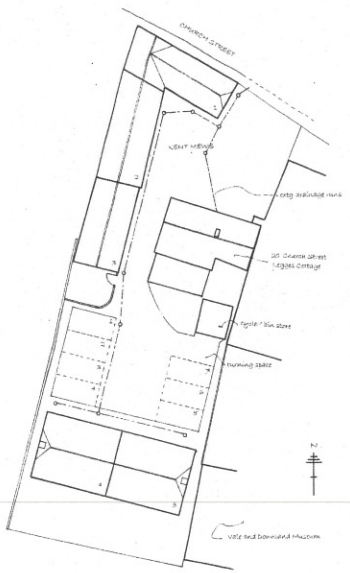 CHURCH STREET
KENT MEWS
extg drainage runs
20 Church Street
Legges Cottage
cycle / bin store
turning space
N
Vale and Downland Museum